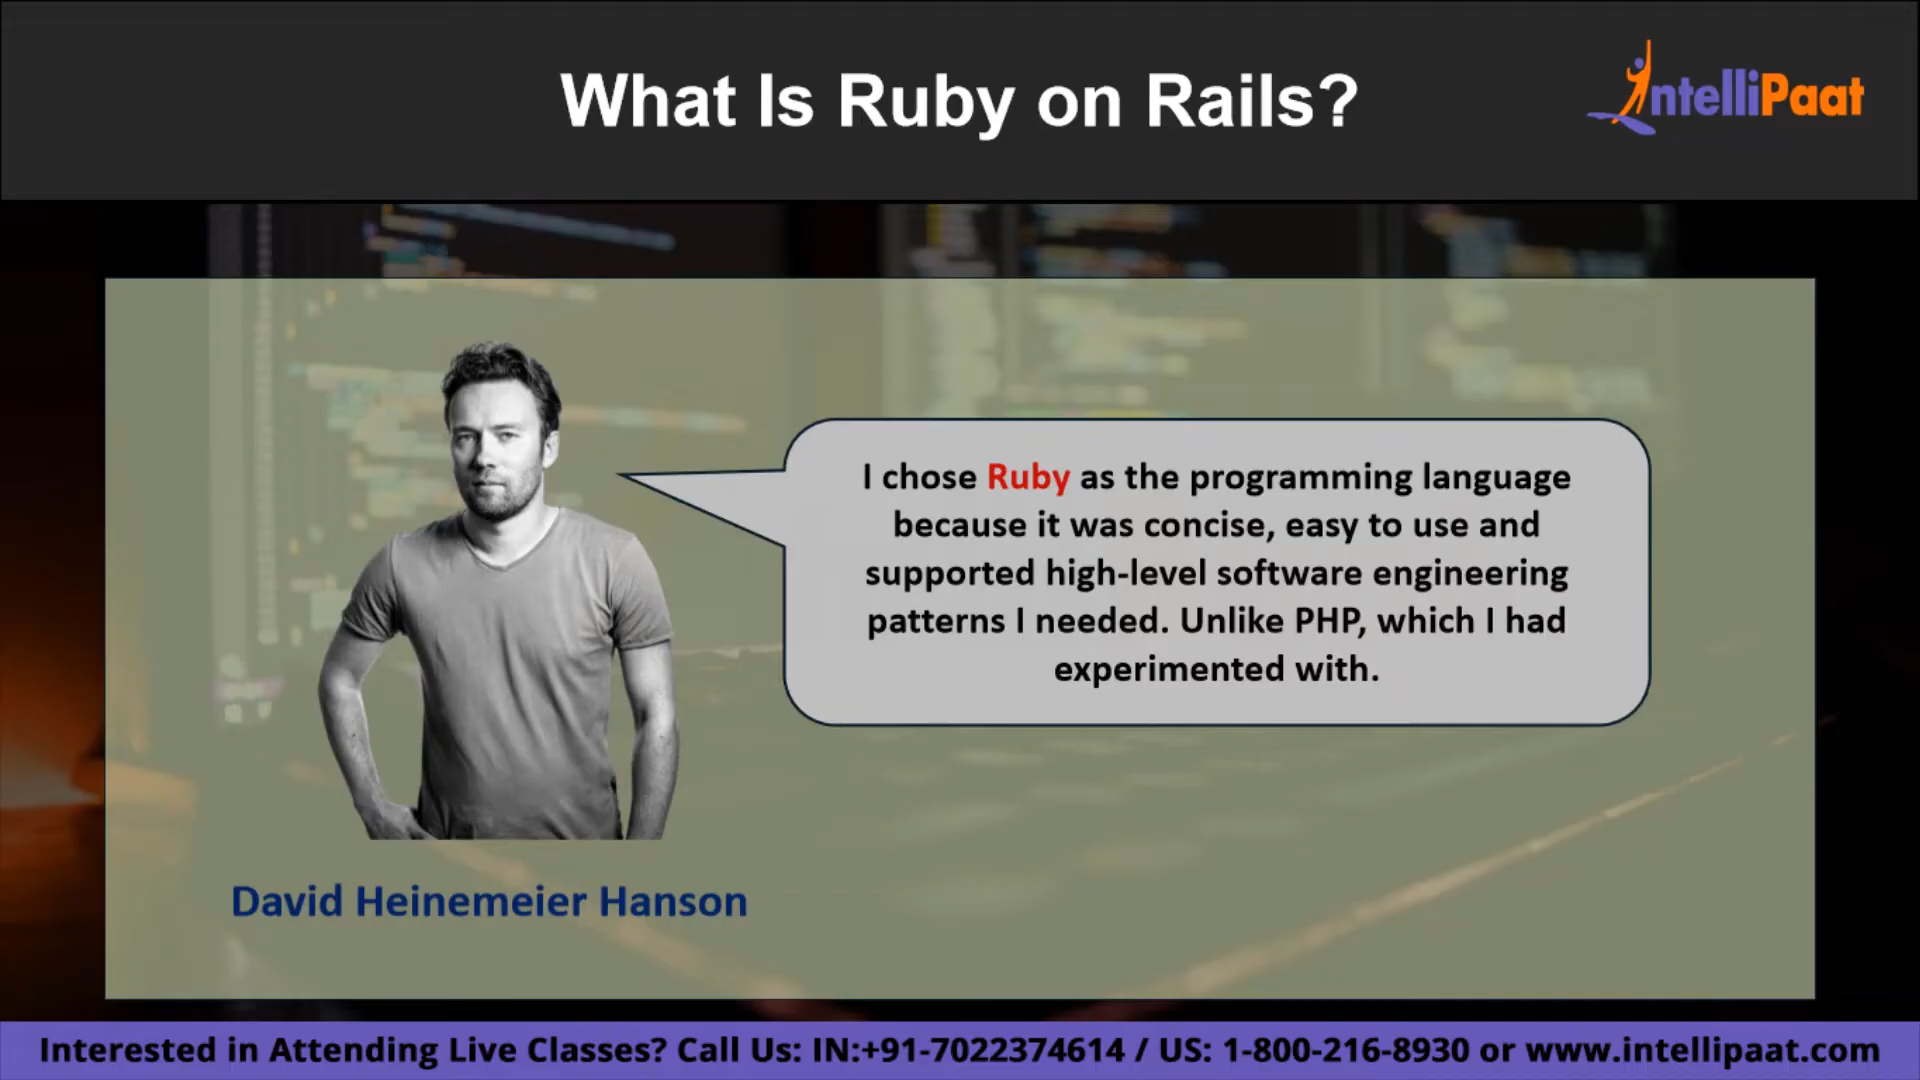 What Is Ruby on Rails?
IntelliPaat
I chose Ruby as the programming language
because it was concise, easy to use and
supported high-level software engineering
patterns I needed. Unlike PHP, which I had
experimented with.
David Heinemeier Hanson
Interested in Attending Live Classes? Call Us: IN:+91-7022374614 / US: 1-800-216-8930 or www.intellipaat.com